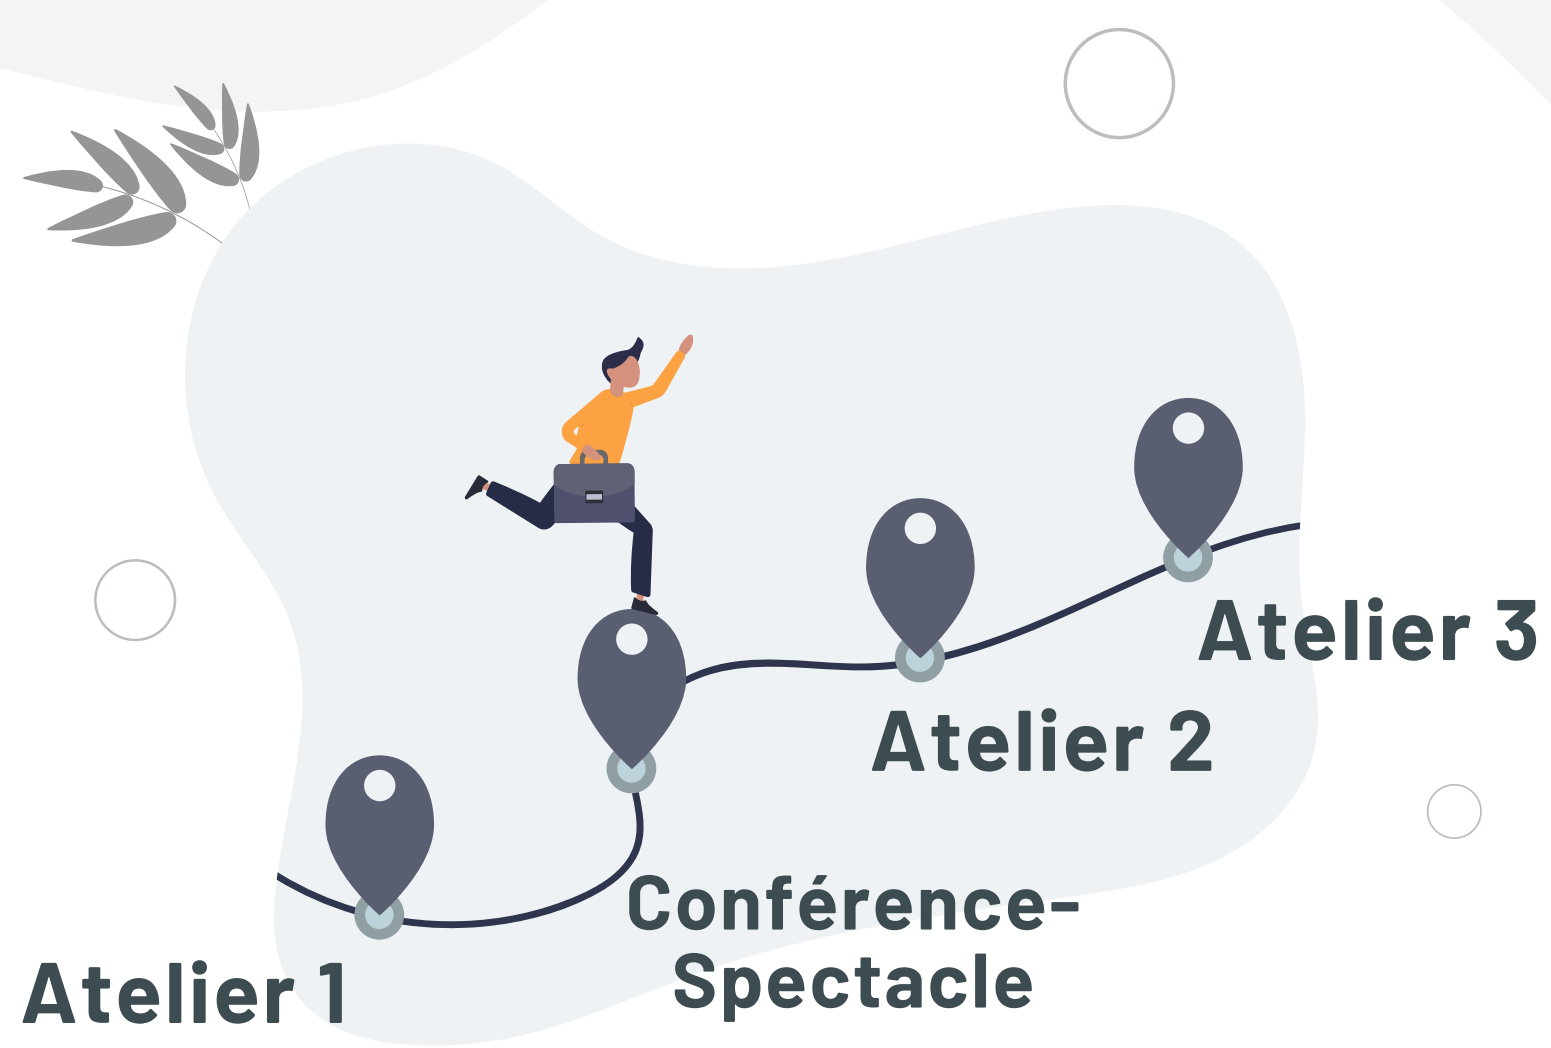 Atelier 3
Atelier 2
Conférence-
Spectacle
Atelier 1